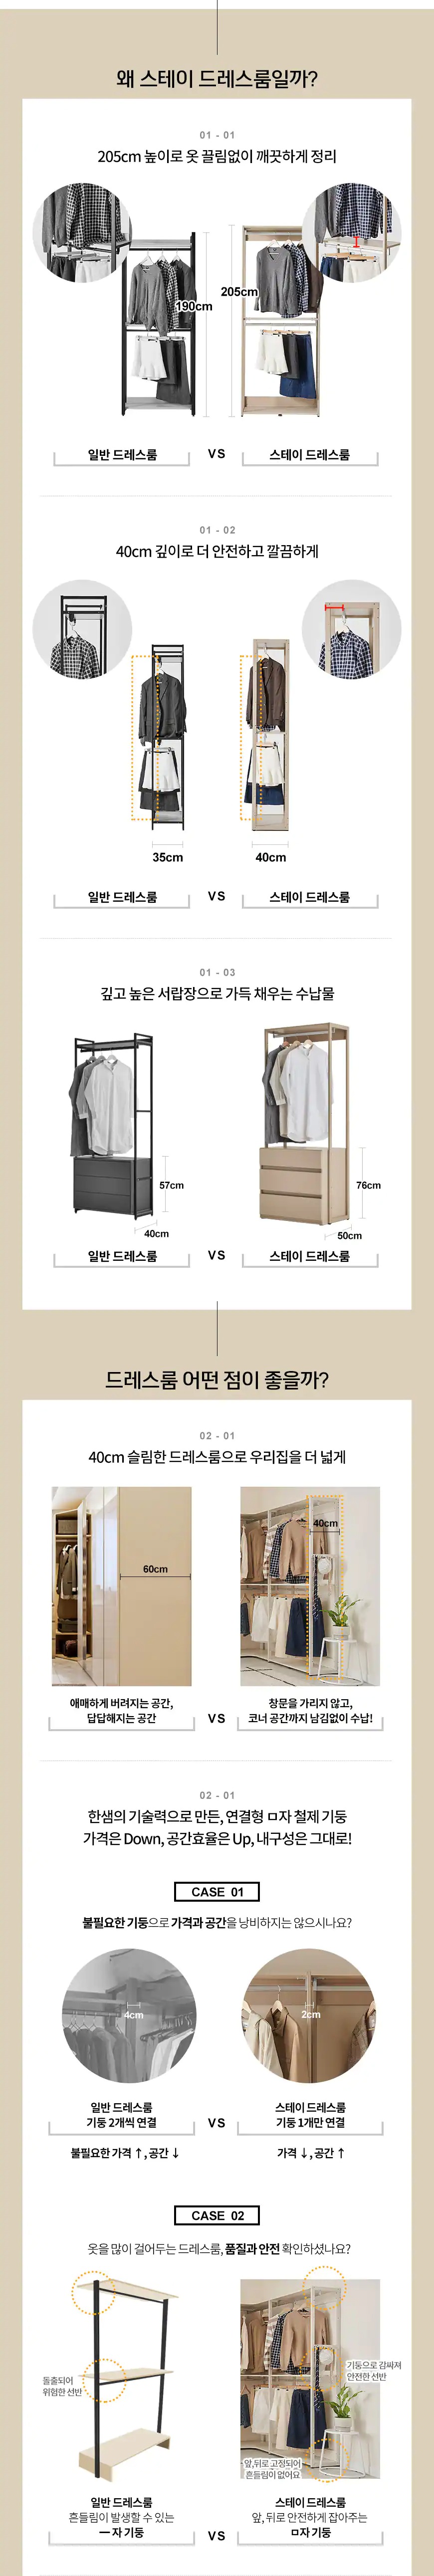 왜 스테이 드레스룸일까?
01 - 01
205cm 높이로 옷 끌림없이 깨끗하게 정리
190cm
205cm
일반 드레스룸
VS
스테이 드레스룸
01 - 02
40cm 깊이로 더 안전하고 깔끔하게
35cm
40cm
일반 드레스룸
VS
스테이 드레스룸
01 - 03
깊고 높은 서랍장으로 가득 채우는 수납물
57cm
40cm
76cm
50cm
일반 드레스룸
VS
스테이 드레스룸
드레스룸 어떤 점이 좋을까?
02 - 01
40cm 슬림한 드레스룸으로 우리집을 더 넓게
60cm
40cm
애매하게 버려지는 공간,
답답해지는 공간
VS
창문을 가리지 않고,
코너 공간까지 남김없이 수납!
02 - 01
한샘의 기술력으로 만든, 연결형 ㅁ자 철제 기둥
가격은 Down, 공간효율은 Up, 내구성은 그대로!
CASE 01
불필요한 기둥으로 가격과 공간을 낭비하지는 않으시나요?
4cm
2cm
일반 드레스룸
기둥 2개씩 연결
VS
스테이 드레스룸
기둥 1개만 연결
불필요한 가격 ↑, 공간 ↓
가격 ↓, 공간 ↑
CASE 02
옷을 많이 걸어두는 드레스룸, 품질과 안전 확인하셨나요?
돌출되어
위험한 선반
기둥으로 감싸져
안전한 선반
앞,뒤로 고정되어
흔들림이 없어요
일반 드레스룸
흔들림이 발생할 수 있는
ㅡ 자 기둥
VS
스테이 드레스룸
앞, 뒤로 안전하게 잡아주는
ㅁ자 기둥